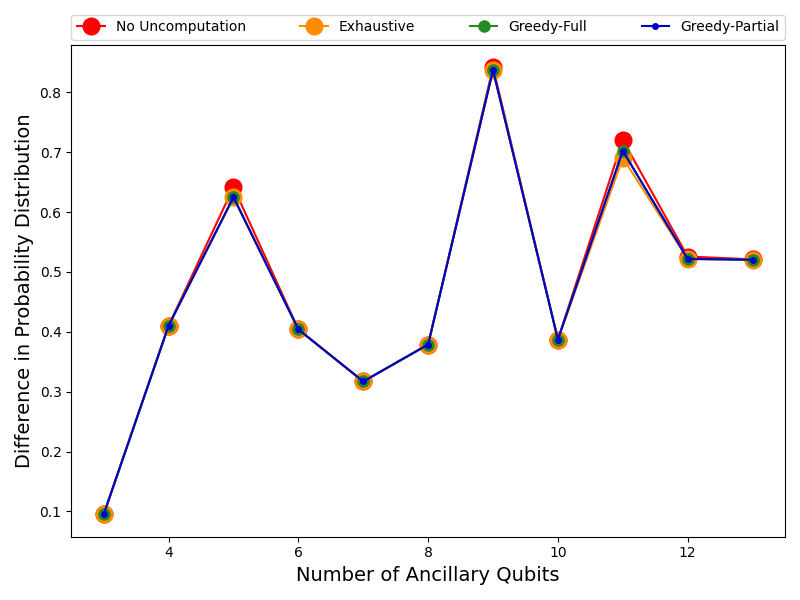 No Uncomputation Exhaustive Greedy-Full Greedy-Partial
Difference in Probability Distribution
0.8
0.7
0.6
0.5
0.4
0.3
0.2
0.1
4 6 8 10 12
Number of Ancillary Qubits